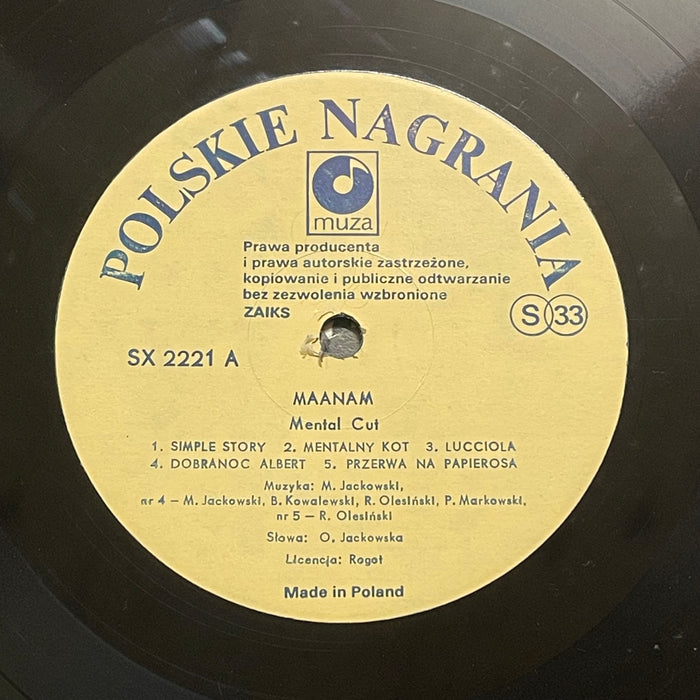 POLSKIE NAGRANIA
muza
Prawa producenta
i prawa autorskie zastrzeżone,
kopiowanie i publiczne odtwarzanie
bez zezwolenia wzbronione
ZAIKS
S 33
SX 2221 A
MAANAM
Mental Cut
1. SIMPLE STORY 2. MENTALNY KOT 3. LUCCIOLA
4. DOBRANOC ALBERT 5. PRZERWA NA PAPIEROSA
Muzyka: M. Jackowski,
nr 4 – M. Jackowski, B. Kowalewski, R. Olesiński, P. Markowski,
nr 5 – R. Olesiński
Słowa: O. Jackowska
Licencja: Rogot
Made in Poland